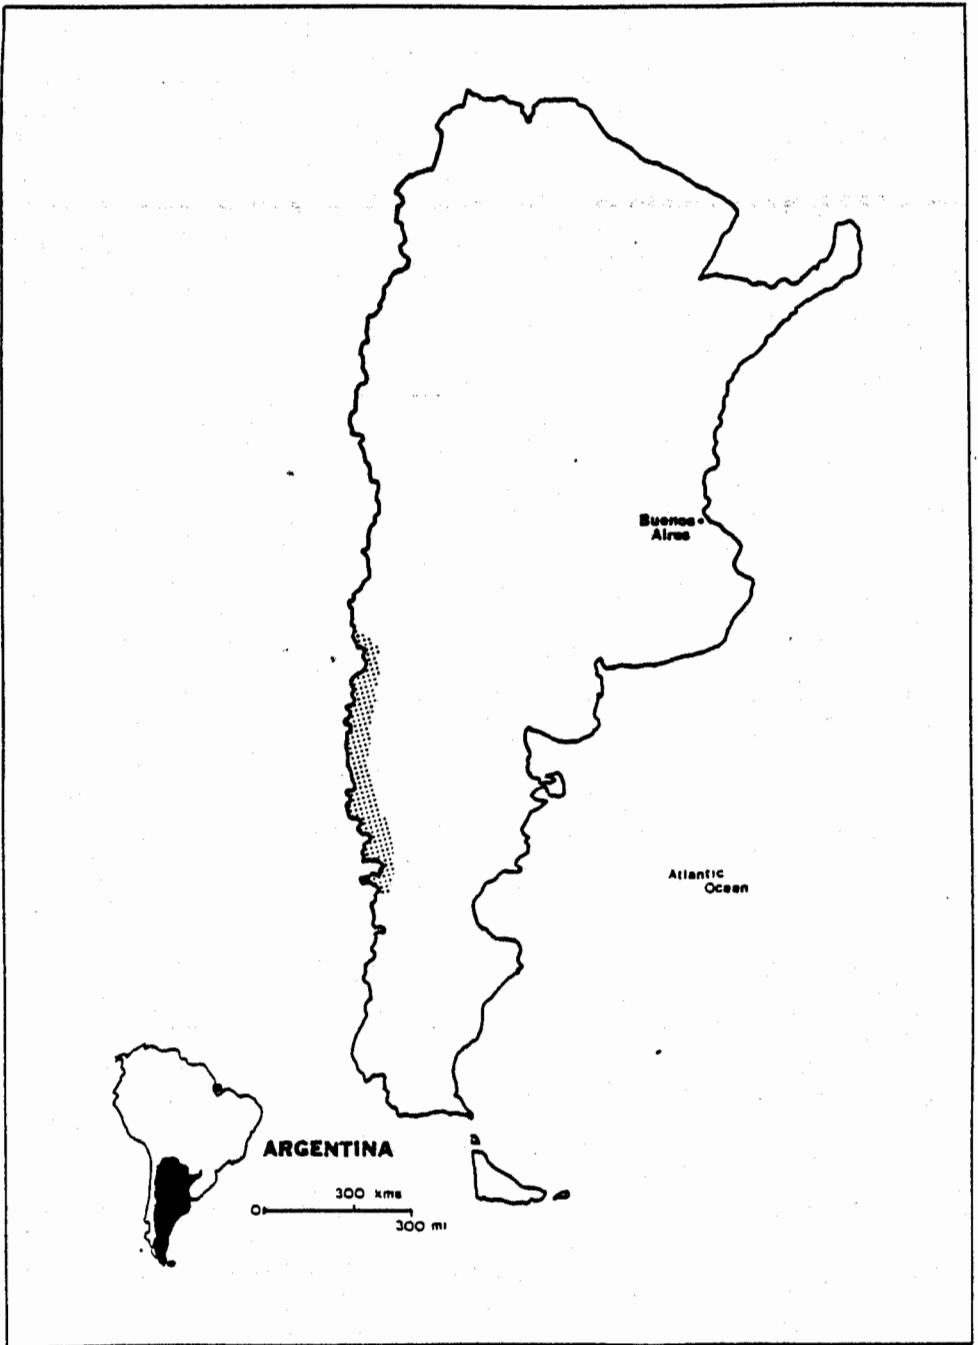 Buenos
Aires
Atlantic
Ocean
ARGENTINA
300 kms
0
300 mi